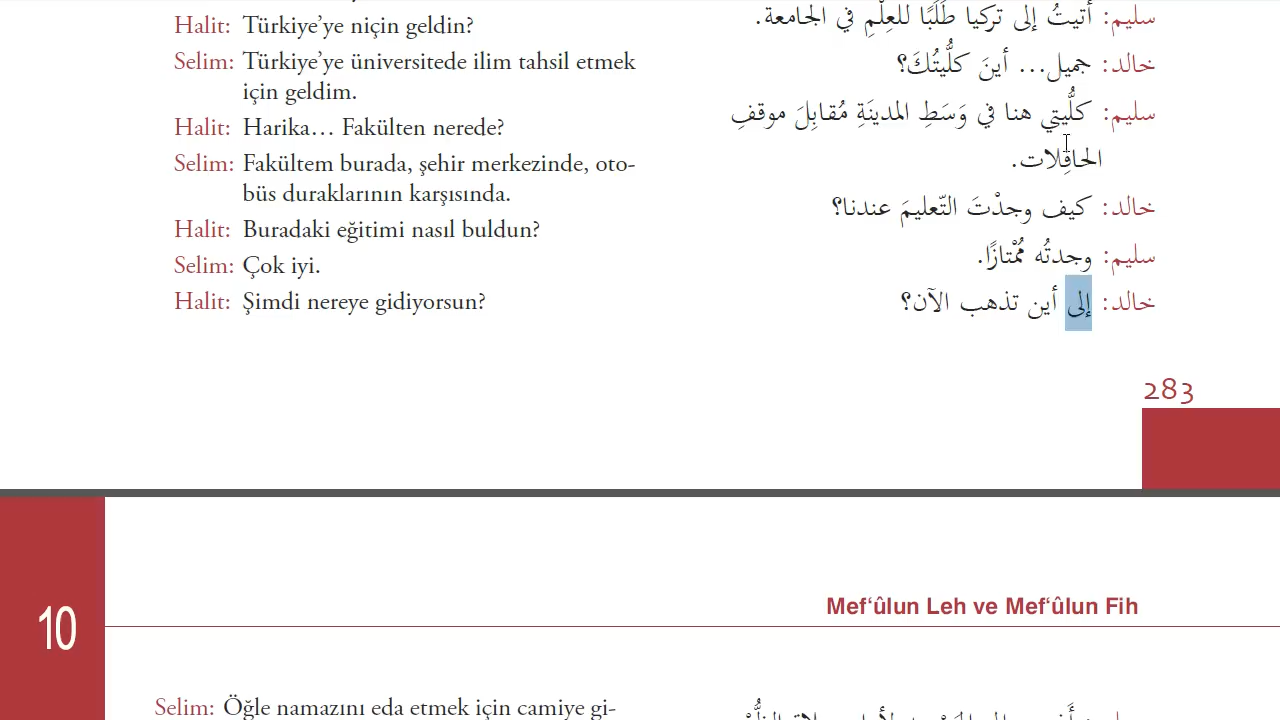 Halit: Türkiye’ye niçin geldin?
Selim: Türkiye’ye üniversitede ilim tahsil etmek
için geldim.
Halit: Harika… Fakülten nerede?
Selim: Fakültem burada, şehir merkezinde, oto-
büs duraklarının karşısında.
Halit: Buradaki eğitimi nasıl buldun?
Selim: Çok iyi.
Halit: Şimdi nereye gidiyorsun?
سليم: أتيتُ إلى تركيا طَلَبًا للعِلْمِ في الجامعة.
خالد: جميل... أينَ كلُّيتُكَ؟
سليم: كلُّيتي هنا في وَسَطِ المدينَةِ مُقابِلَ موقفِ
الحافِلات.
خالد: كيف وجدْتَ التّعليمَ عندنا؟
سليم: وجدتُه مُمْتازًا.
خالد: إلى أين تذهب الآن؟
283
10
Mef‘ûlun Leh ve Mef‘ûlun Fih
Selim: Öğle namazını eda etmek için camiye gi-